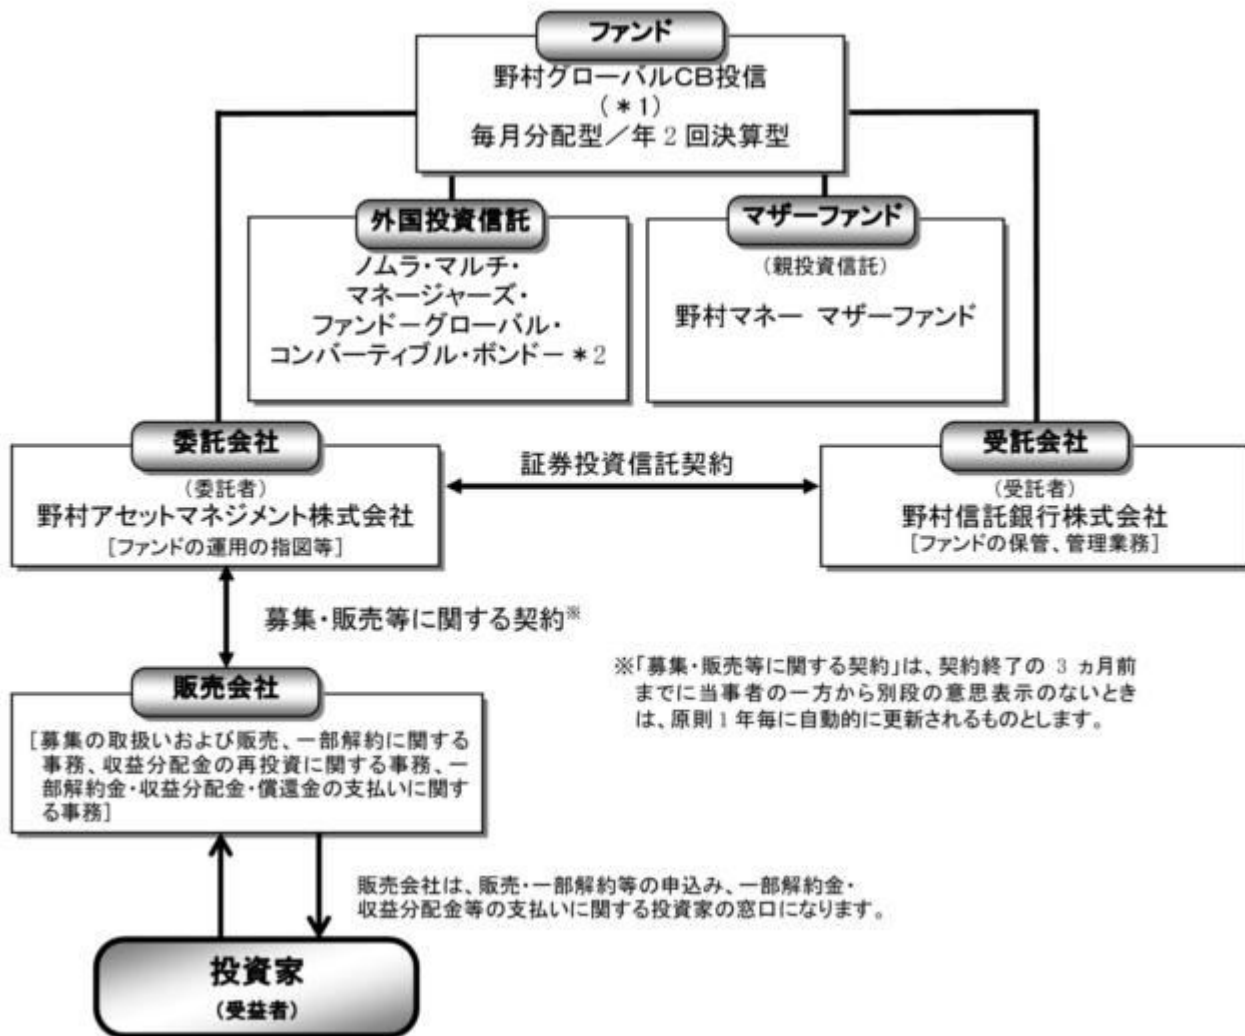 ファンド
野村グローバルCB投信
(*1)
毎月分配型／年2回決算型
外国投資信託
ノムラ・マルチ・
マネージャーズ・
ファンドーグローバル・
コンバーティブル・ボンドー*2
マザーファンド
(親投資信託)
野村マネー マザーファンド
委託会社
(委託者)
野村アセットマネジメント株式会社
[ファンドの運用の指図等]
証券投資信託契約
受託会社
(受託者)
野村信託銀行株式会社
[ファンドの保管、管理業務]
募集・販売等に関する契約※
※「募集・販売等に関する契約」は、契約終了の 3 ヵ月前
までに当事者の一方から別段の意思表示のないとき
は、原則1年毎に自動的に更新されるものとします。
販売会社
[募集の取扱いおよび販売、一部解約に関する
事務、収益分配金の再投資に関する事務、一
部解約金・収益分配金・償還金の支払いに関す
る事務]
販売会社は、販売・一部解約等の申込み、一部解約金・
収益分配金等の支払いに関する投資家の窓口になります。
投資家
(受益者)